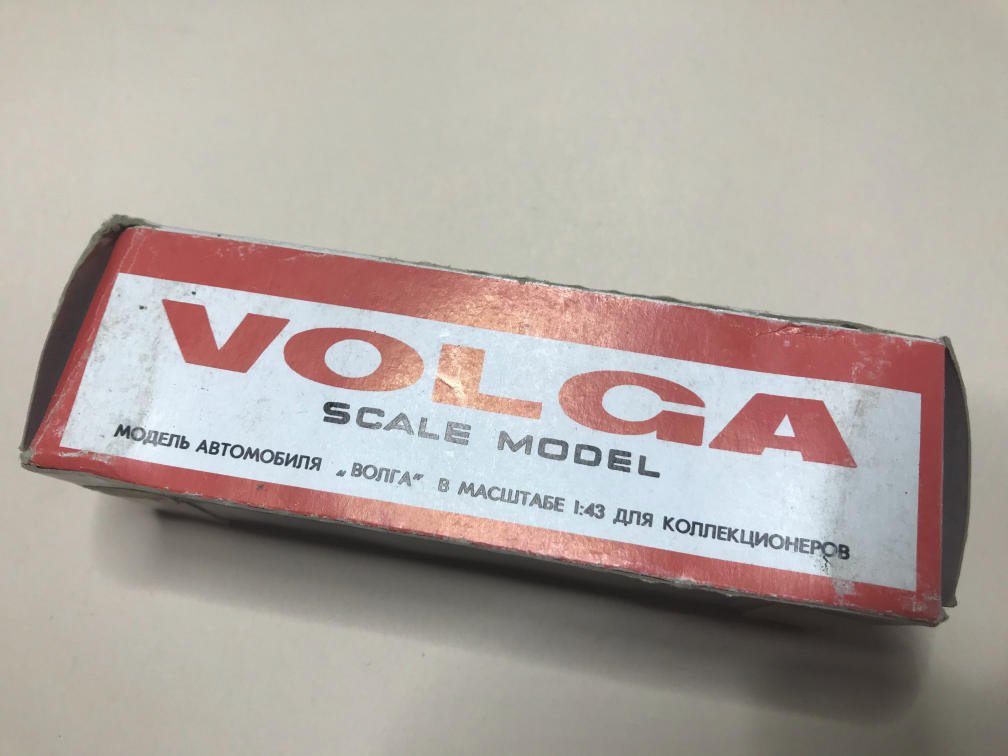 VOLGA
SCALE MODEL
МОДЕЛЬ АВТОМОБИЛЯ „ВОЛГА” В МАСШТАБЕ 1:43 ДЛЯ КОЛЛЕКЦИОНЕРОВ